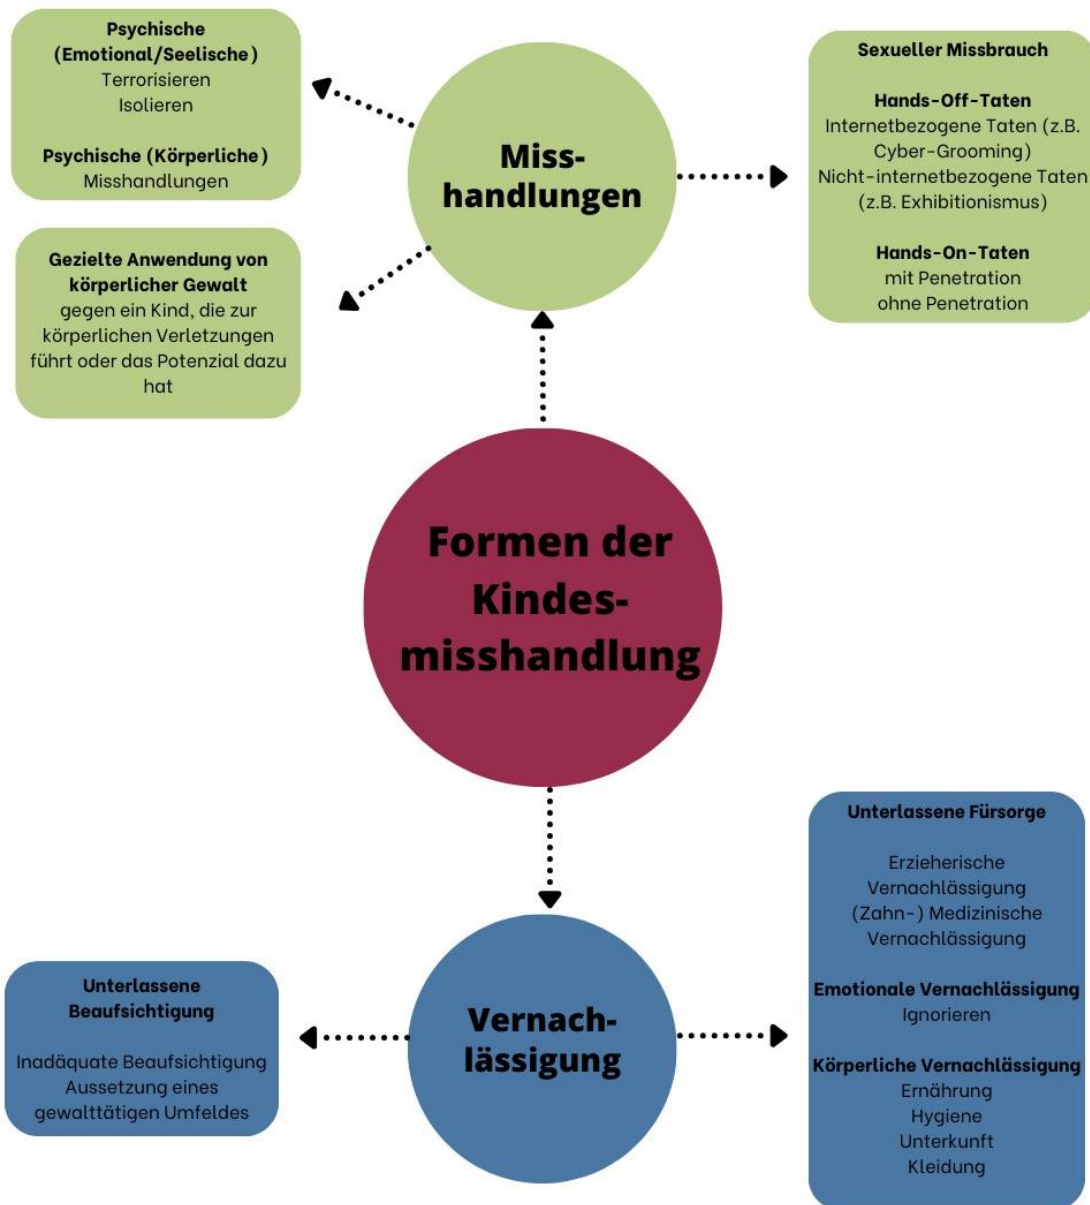 Psychische
(Emotional/Seelische)
Terrorisieren
Isolieren
Psychische (Körperliche)
Misshandlungen
Miss-
handlungen
Sexueller Missbrauch
Hands-Off-Taten
Internetbezogene Taten (z.B.
Cyber-Grooming)
Nicht-internetbezogene Taten
(z.B. Exhibitionismus)
Hands-On-Taten
mit Penetration
ohne Penetration
Gezielte Anwendung von
körperlicher Gewalt
gegen ein Kind, die zur
körperlichen Verletzungen
führt oder das Potenzial dazu
hat
Formen der
Kindes-
misshandlung
Unterlassene Beaufsichtigung
Inadäquate Beaufsichtigung
Aussetzung eines
gewalttätigen Umfeldes
Vernach-
lässigung
Unterlassene Fürsorge
Erzieherische
Vernachlässigung
(Zahn-) Medizinische
Vernachlässigung
Emotionale Vernachlässigung
Ignorieren
Körperliche Vernachlässigung
Ernährung
Hygiene
Unterkunft
Kleidung